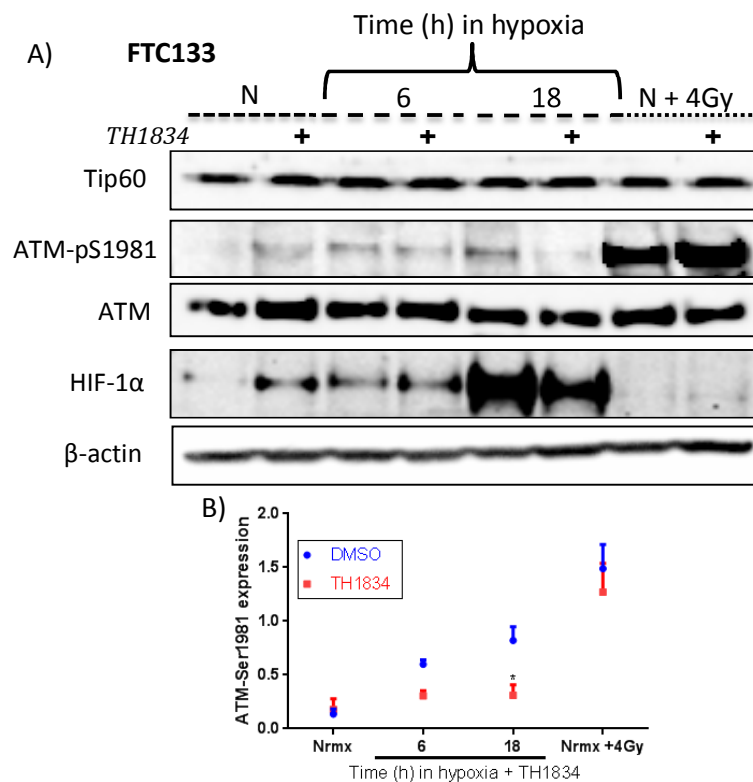 A) FTC133
Time (h) in hypoxia
N 6 18 N + 4Gy
TH1834 + + + +
Tip60
ATM-pS1981
ATM
HIF-1α
β-actin
B)
ATM-Ser1981 expression
2.0
1.5
1.0
0.5
0.0
DMSO
TH1834
*
Nrmx 6 18 Nrmx +4Gy
Time (h) in hypoxia + TH1834